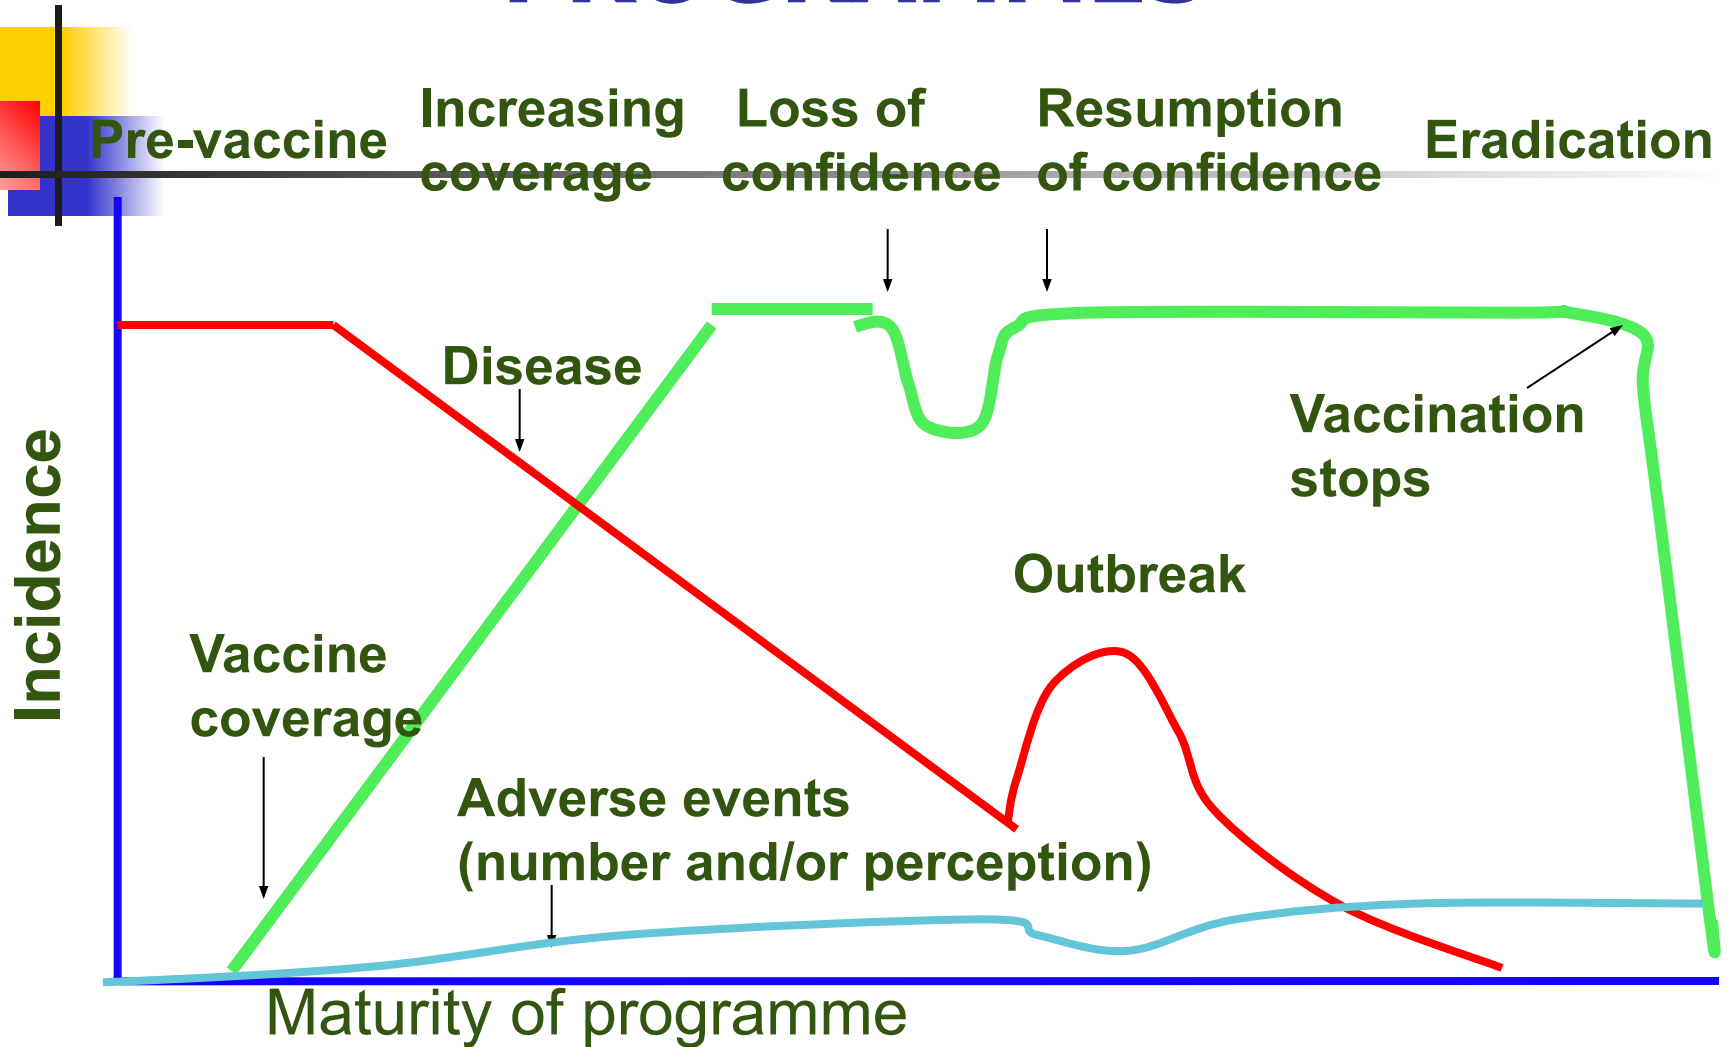 Pre-vaccine
Increasing
coverage
Loss of
confidence
Resumption
of confidence
Eradication
Disease
Vaccination
stops
Incidence
Outbreak
Vaccine
coverage
Adverse events
(number and/or perception)
Maturity of programme